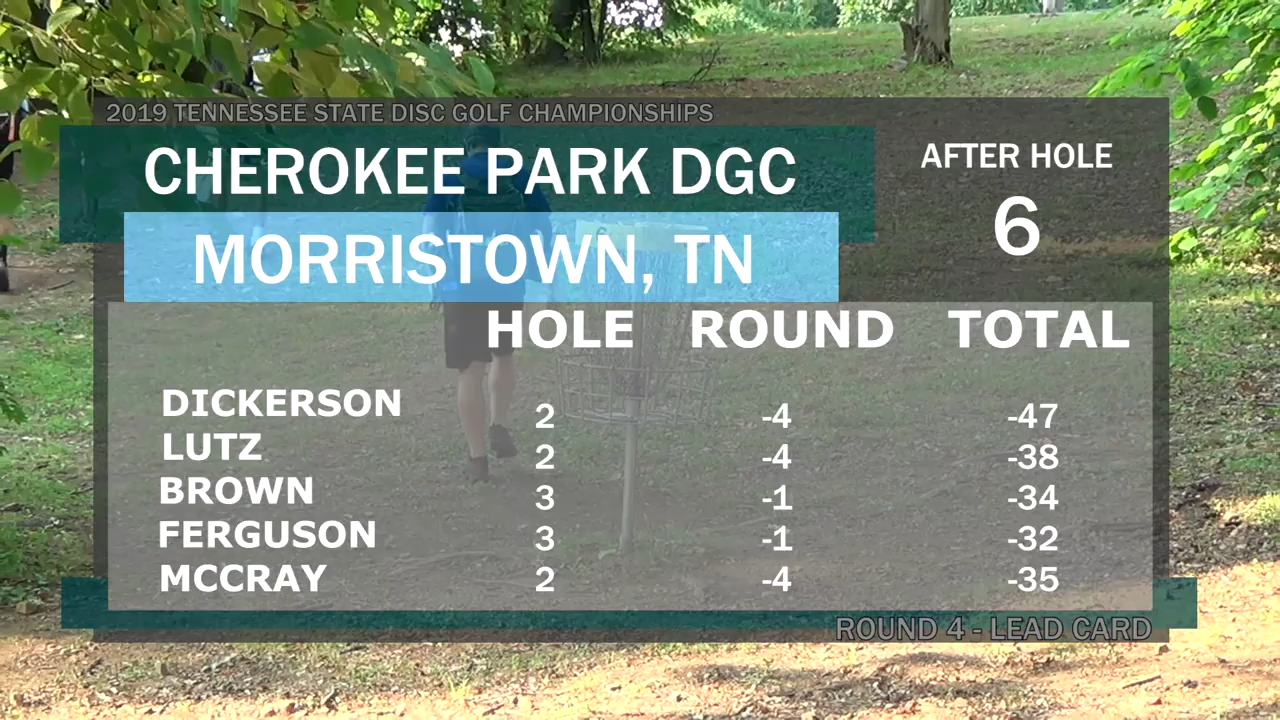 2019 TENNESSEE STATE DISC GOLF CHAMPIONSHIPS
CHEROKEE PARK DGC
MORRISTOWN, TN
AFTER HOLE
6
6
HOLE ROUND TOTAL
DICKERSON 2 -4 -47
LUTZ 2 -4 -38
BROWN 3 -1 -34
FERGUSON 3 -1 -32
MCCRAY 2 -4 -35
ROUND 4 - LEAD CARD